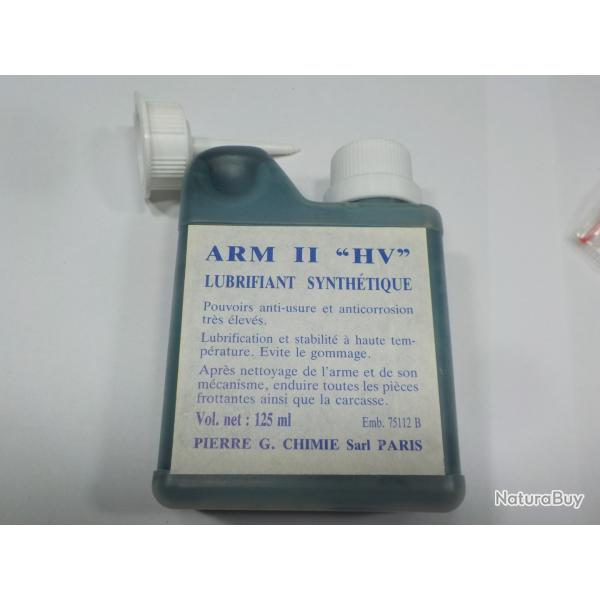 ARM II “HV”
LUBRIFIANT SYNTHÉTIQUE
Pouvoirs anti-usure et anticorrosion
très élevés.
Lubrification et stabilité à haute tem-
pérature. Evite le gommage.
Après nettoyage de l'arme et de son
mécanisme, enduire toutes les pièces
frottantes ainsi que la carcasse.
Vol. net : 125 ml Emb. 75112 B
PIERRE G. CHIMIE Sarl PARIS
NaturaBuy